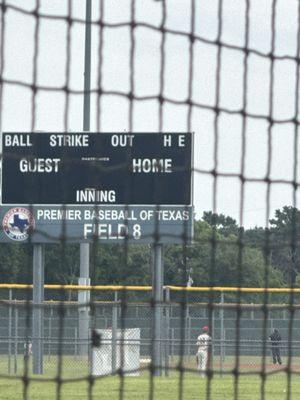 BALL STRIKE OUT H E
GUEST HOME
INNING
PREMIER BASEBALL OF TEXAS
FIELD 8